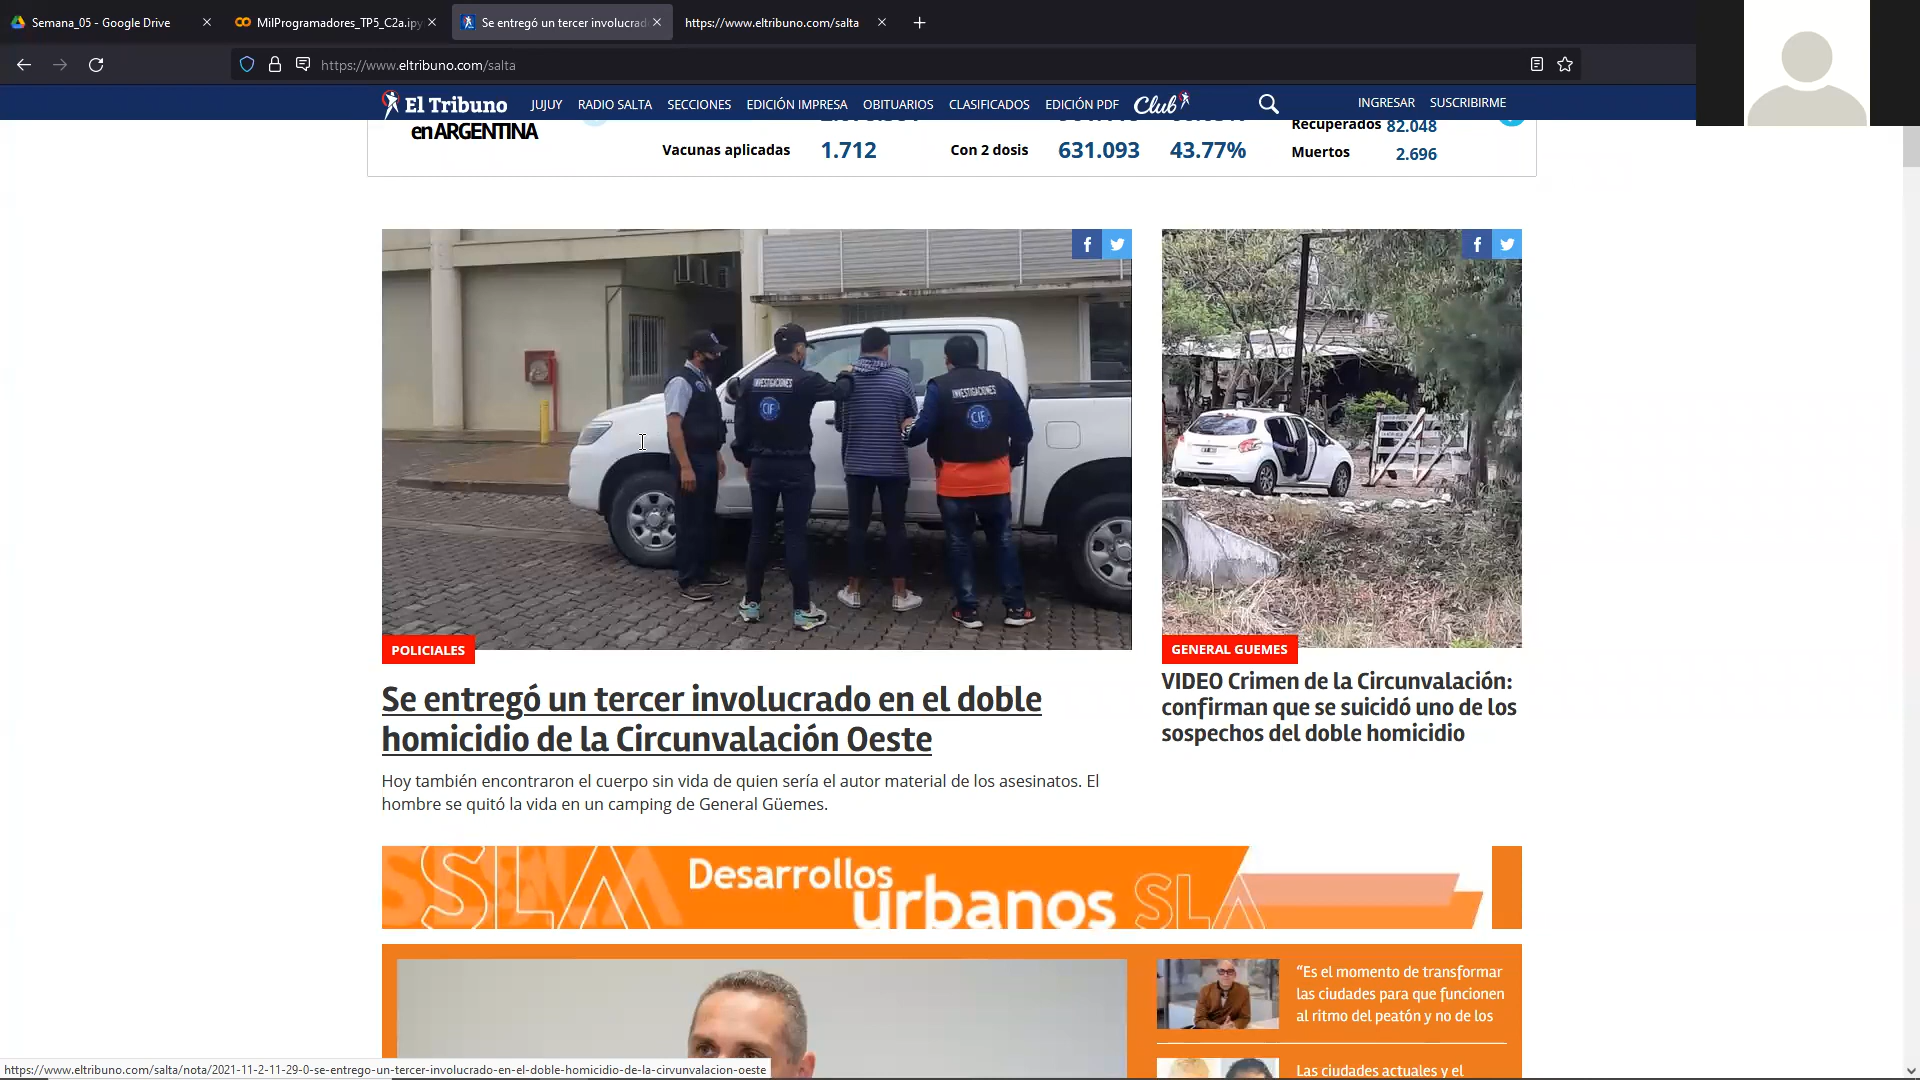 Semana_05 - Google Drive
MilProgramadores_TP5_C2a.ipy
Se entregó un tercer involucrad
https://www.eltribuno.com/salta
https://www.eltribuno.com/salta
El Tribuno JUJUY RADIO SALTA SECCIONES EDICIÓN IMPRESA OBITUARIOS CLASIFICADOS EDICIÓN PDF Club INGRESAR SUSCRIBIRME
en ARGENTINA
Recuperados 82.048
Vacunas aplicadas 1.712 Con 2 dosis 631.093 43.77% Muertos 2.696
INVESTIGACIONES
CIF
INVESTIGACIONES
CIF
POLICIALES
Se entregó un tercer involucrado en el doble
homicidio de la Circunvalación Oeste
Hoy también encontraron el cuerpo sin vida de quien sería el autor material de los asesinatos. El
hombre se quitó la vida en un camping de General Güemes.
GENERAL GUEMES
VIDEO Crimen de la Circunvalación:
confirman que se suicidó uno de los
sospechos del doble homicidio
Desarrollos
urbanos SLA
“Es el momento de transformar
las ciudades para que funcionen
al ritmo del peatón y no de los
Las ciudades actuales y el
https://www.eltribuno.com/salta/nota/2021-11-2-11-29-0-se-entrego-un-tercer-involucrado-en-el-doble-homicidio-de-la-cirvunvalacion-oeste